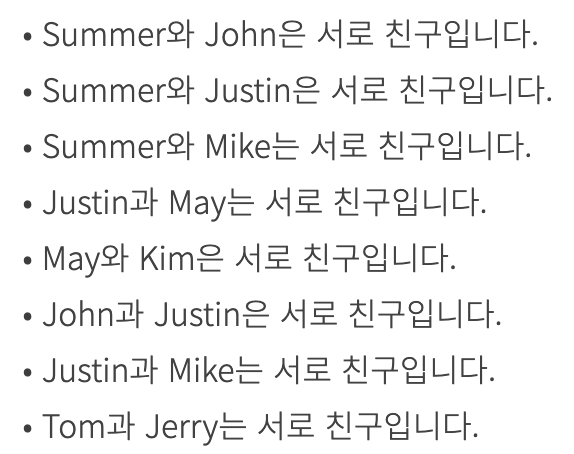 • Summer와 John은 서로 친구입니다.
• Summer와 Justin은 서로 친구입니다.
• Summer와 Mike는 서로 친구입니다.
• Justin과 May는 서로 친구입니다.
• May와 Kim은 서로 친구입니다.
• John과 Justin은 서로 친구입니다.
• Justin과 Mike는 서로 친구입니다.
• Tom과 Jerry는 서로 친구입니다.